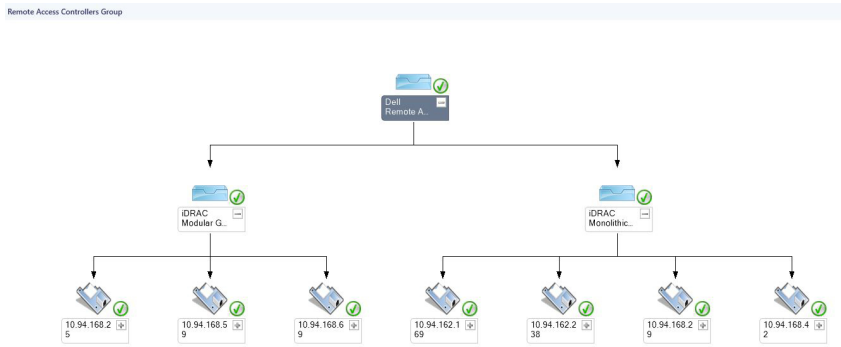 Remote Access Controllers Group
Dell
Remote A...
iDRAC
Modular G...
iDRAC
Monolithic...
10.94.168.2
5
10.94.168.5
9
10.94.168.6
9
10.94.162.1
69
10.94.162.2
38
10.94.168.2
9
10.94.168.4
2